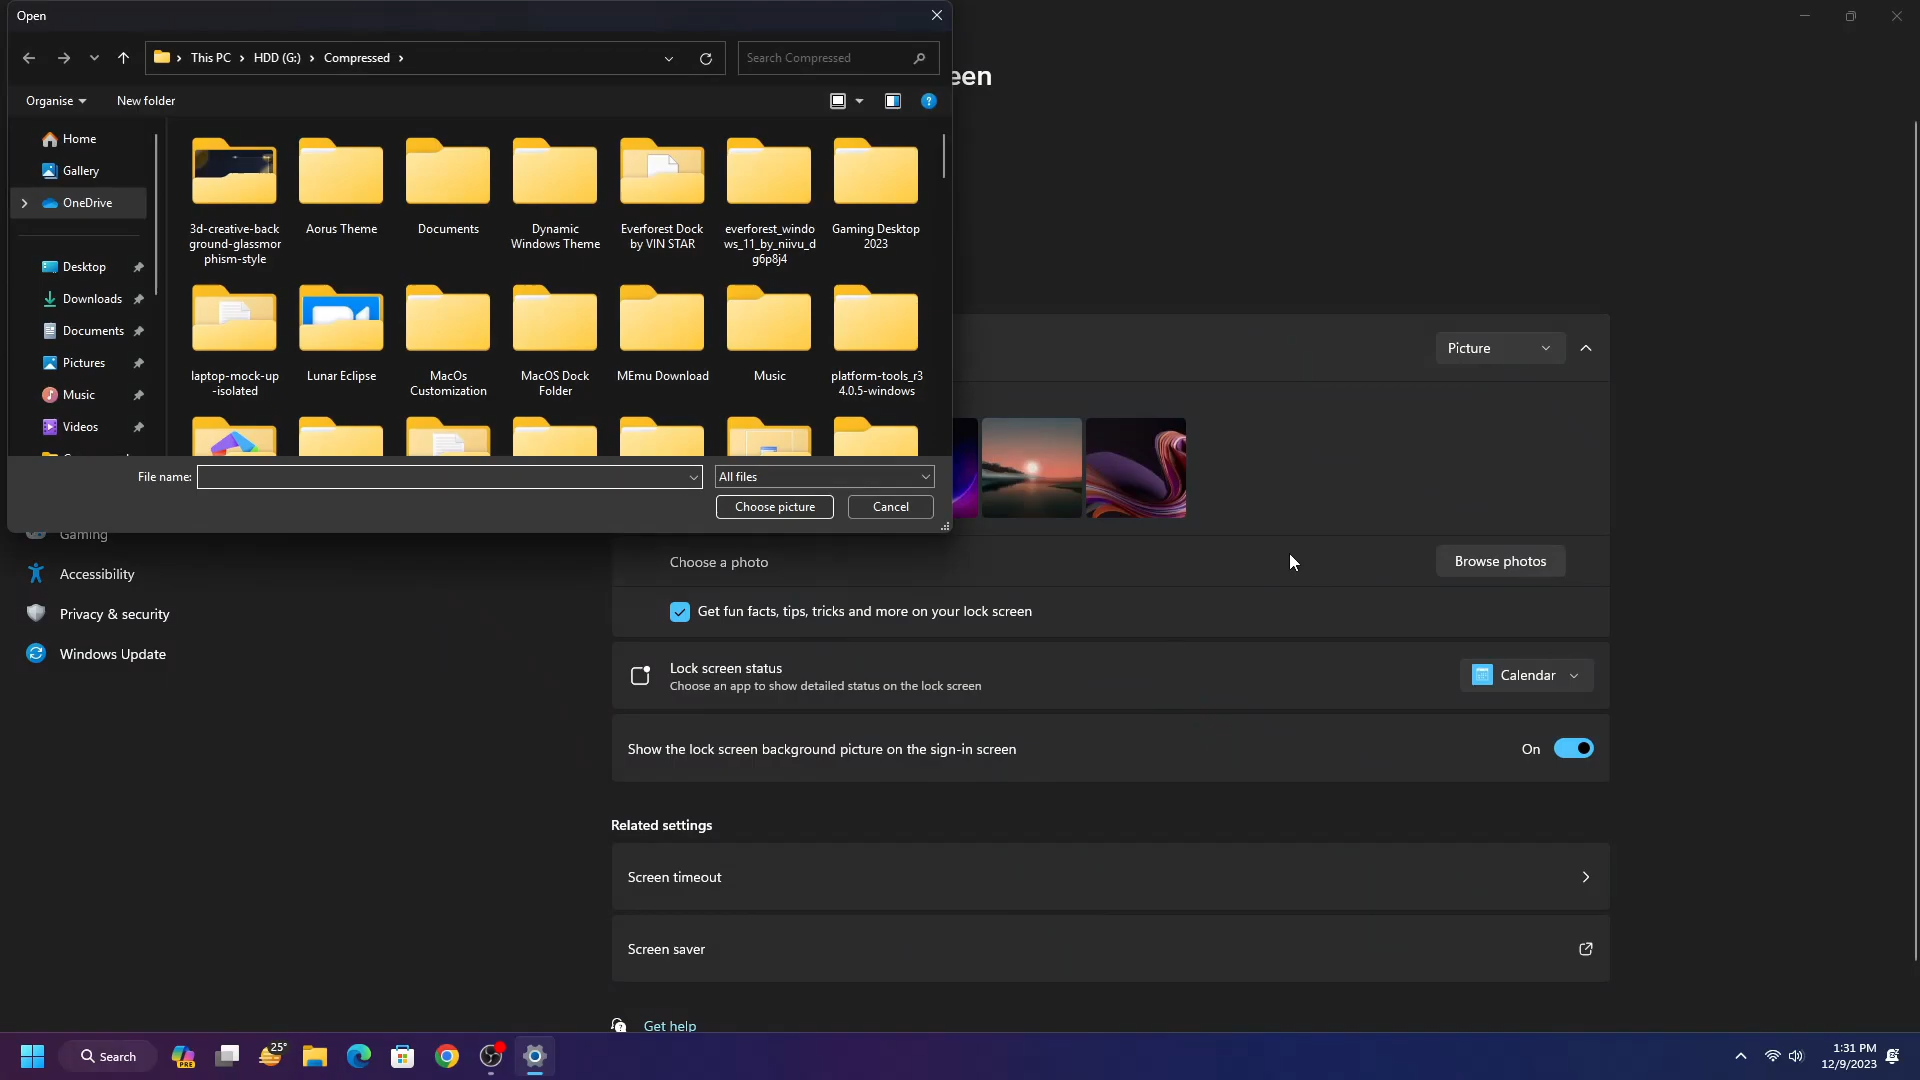 Open
This PC > HDD (G:) > Compressed >
Search Compressed
Organise
New folder
Home
Gallery
OneDrive
Desktop
Downloads
Documents
Pictures
Music
Videos
3d-creative-back
ground-glassmor
phism-style
Aorus Theme
Documents
Dynamic
Windows Theme
Everforest Dock
by VIN STAR
everforest_windo
ws_11_by_niivu_d
g6p8j4
Gaming Desktop
2023
laptop-mock-up
-isolated
Lunar Eclipse
MacOs
Customization
MacOS Dock
Folder
MEmu Download
Music
platform-tools_r3
4.0.5-windows
File name:
All files
Choose picture
Cancel
een
Picture
Gaming
Accessibility
Privacy & security
Windows Update
Choose a photo
Browse photos
Get fun facts, tips, tricks and more on your lock screen
Lock screen status
Choose an app to show detailed status on the lock screen
Calendar
Show the lock screen background picture on the sign-in screen
On
Related settings
Screen timeout
Screen saver
Get help
Search
PRE
25°
1:31 PM
12/9/2023